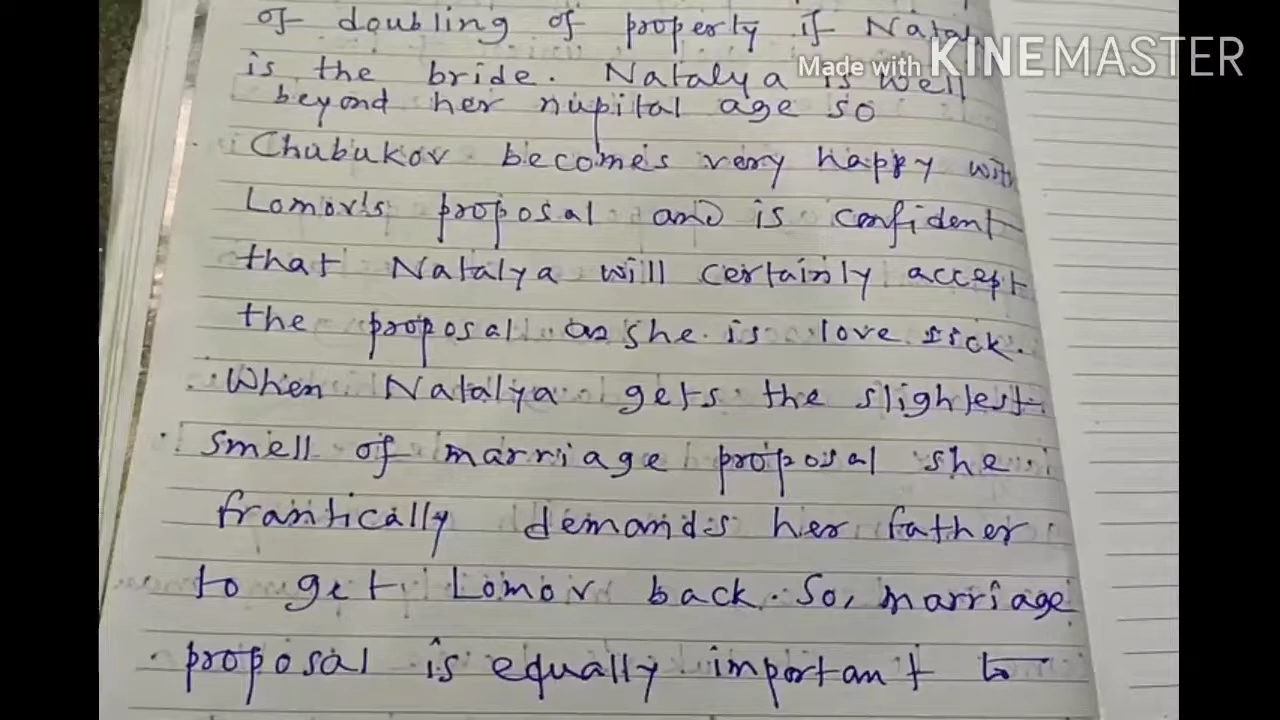 of doubling of property if Natal
Made with KINEMASTER
is the bride. Natalya is well
beyond her nupital age so
Chubukov becomes very happy with
Lomov's proposal and is confident
that Natalya will certainly accept
the proposal as she is love sick.
When Natalya gets the slightest
smell of marriage proposal she
frantically demands her father
to get Lomov back. So, marriage
proposal is equally important to